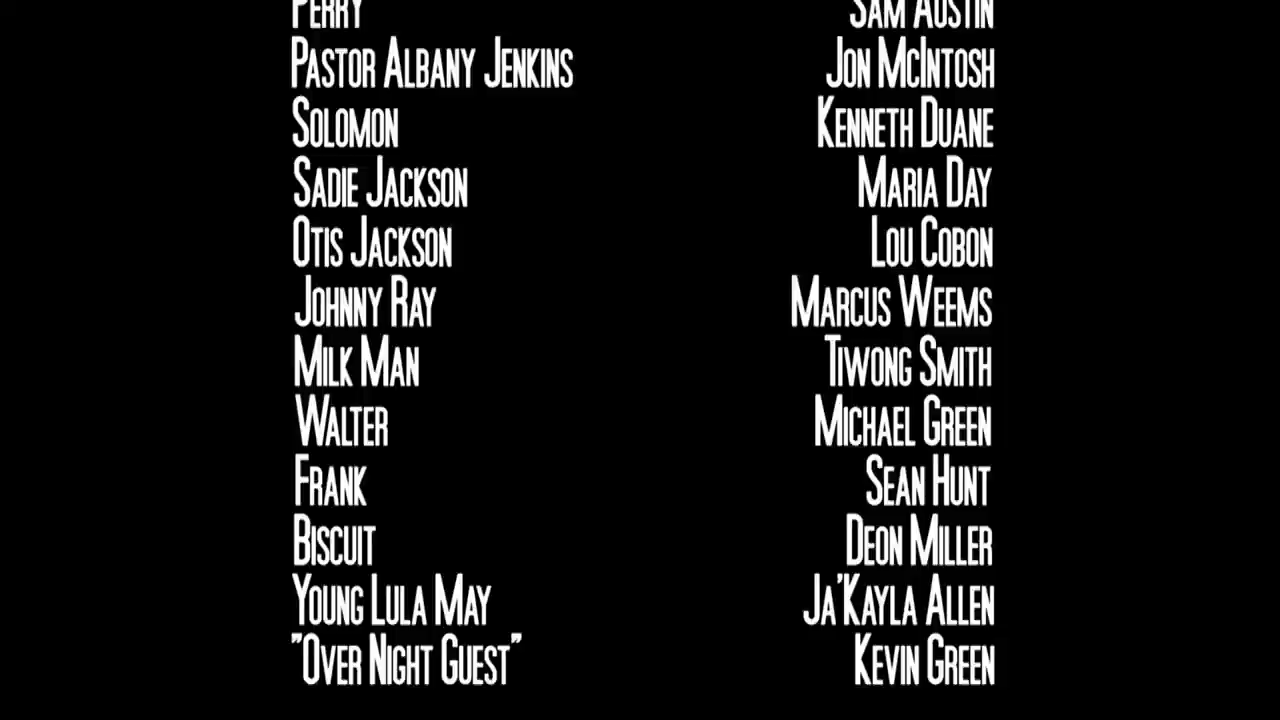 Perry Sam Austin
Pastor Albany Jenkins Jon McIntosh
Solomon Kenneth Duane
Sadie Jackson Maria Day
Otis Jackson Lou Cobon
Johnny Ray Marcus Weems
Milk Man Tiwong Smith
Walter Michael Green
Frank Sean Hunt
Biscuit Deon Miller
Young Lula May Ja'Kayla Allen
"Over Night Guest" Kevin Green